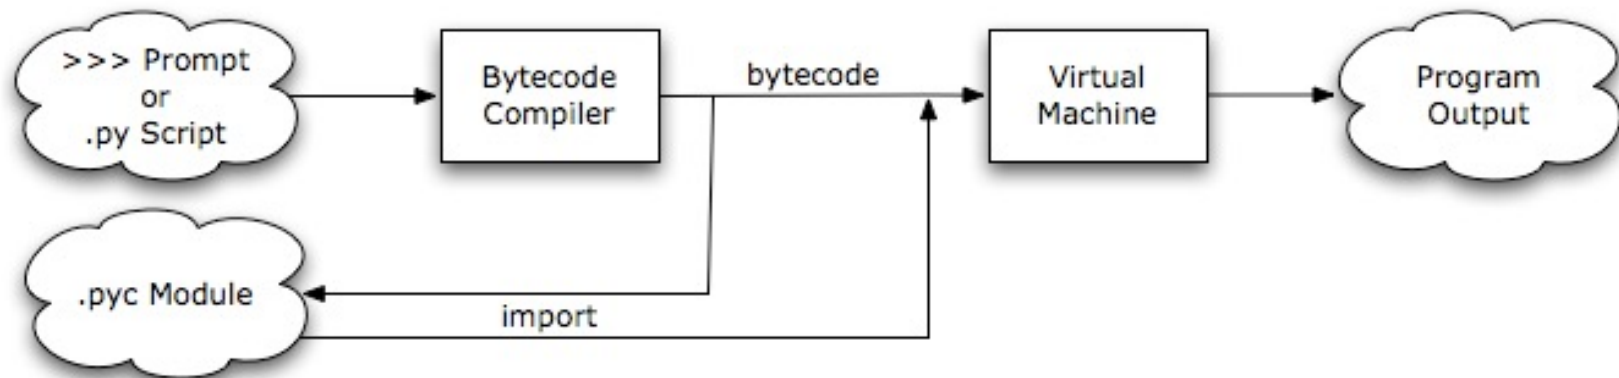 >>> Prompt
or
.py Script
Bytecode
Compiler
bytecode
Virtual
Machine
Program
Output
.pyc Module
import